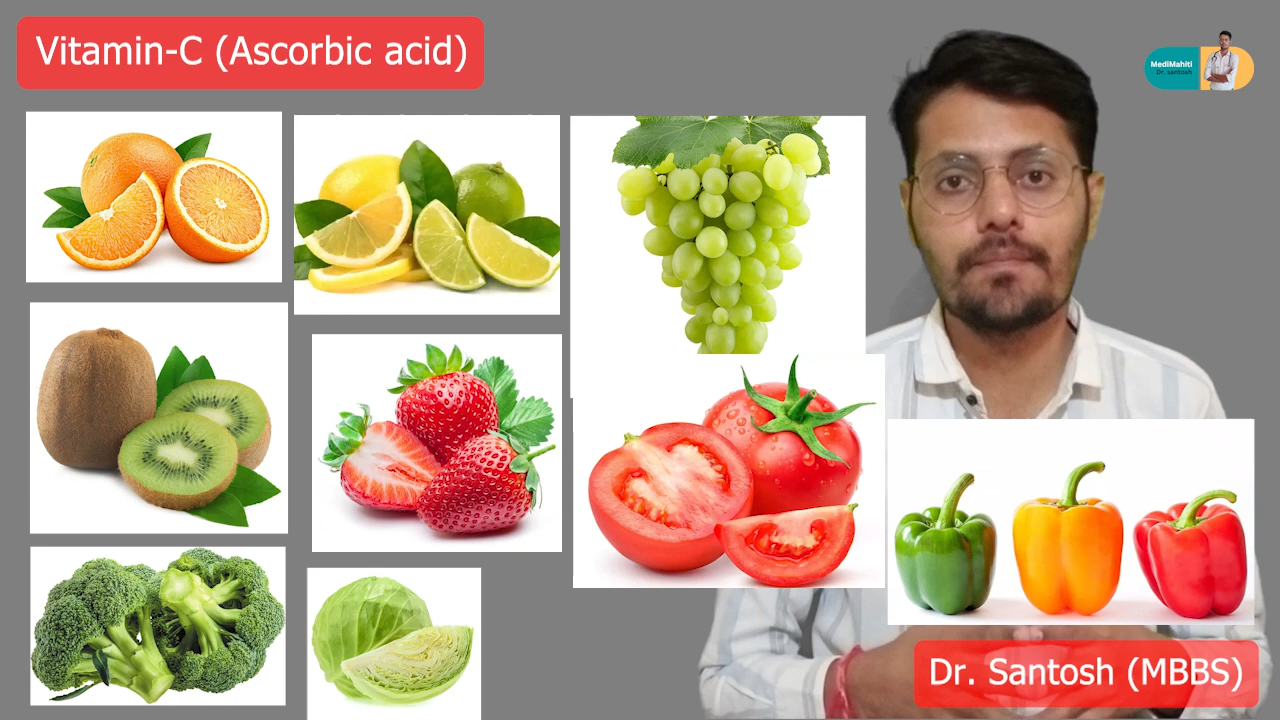 Vitamin-C (Ascorbic acid)
MediMahiti
Dr. santosh
Dr. Santosh (MBBS)